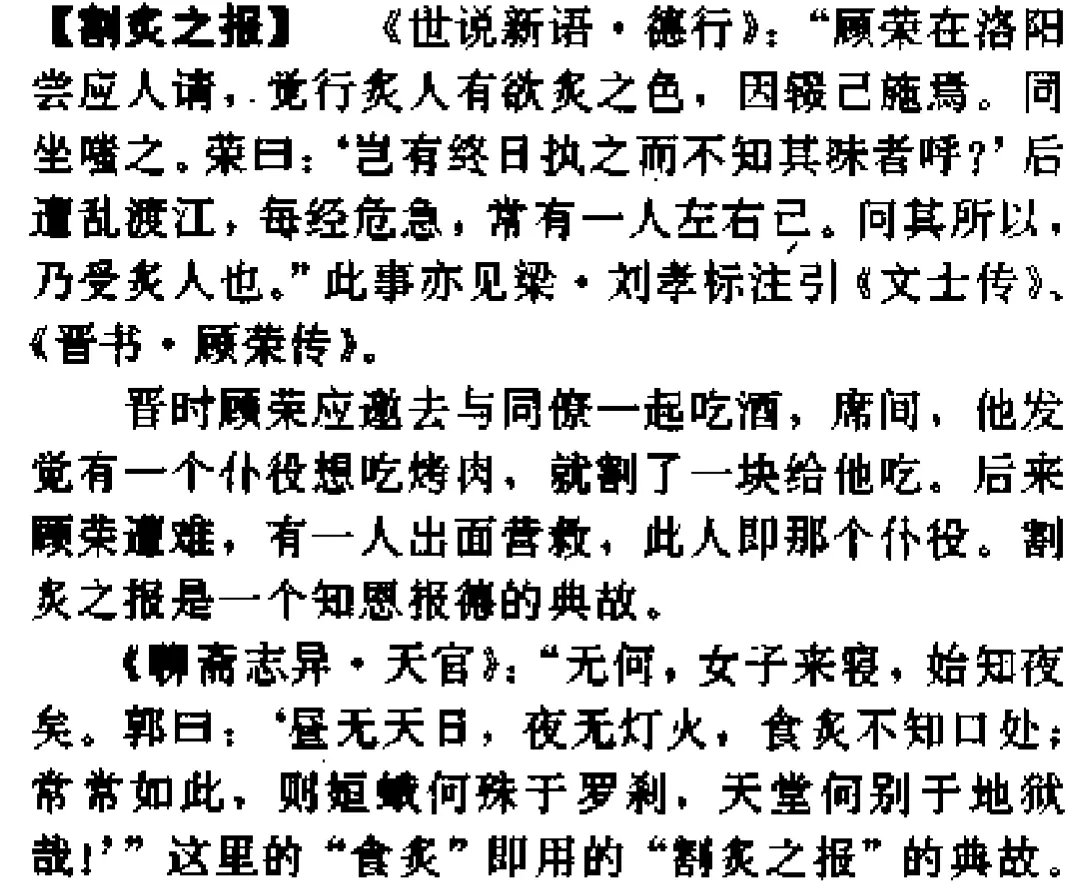 【割炙之报】 《世说新语·德行》：“顾荣在洛阳
尝应人请，觉行炙人有欲炙之色，因辍己施焉。同
坐嗤之。荣曰：‘岂有终日执之而不知其味者呼？’后
遭乱渡江，每经危急，常有一人左右己。问其所以，
乃受炙人也。”此事亦见梁·刘孝标注引《文士传》、
《晋书·顾荣传》。
晋时顾荣应邀去与同僚一起吃酒，席间，他发
觉有一个仆役想吃烤肉，就割了一块给他吃。后来
顾荣遭难，有一人出面营救，此人即那个仆役。割
炙之报是一个知恩报德的典故。
《聊斋志异·天宫》：“无何，女子来寝，始知夜
矣。郭曰：‘昼无天日，夜无灯火，食炙不知口处；
常常如此，则姮娥何殊于罗刹，天堂何别于地狱
哉！’”这里的“食炙”即用的“割炙之报”的典故。